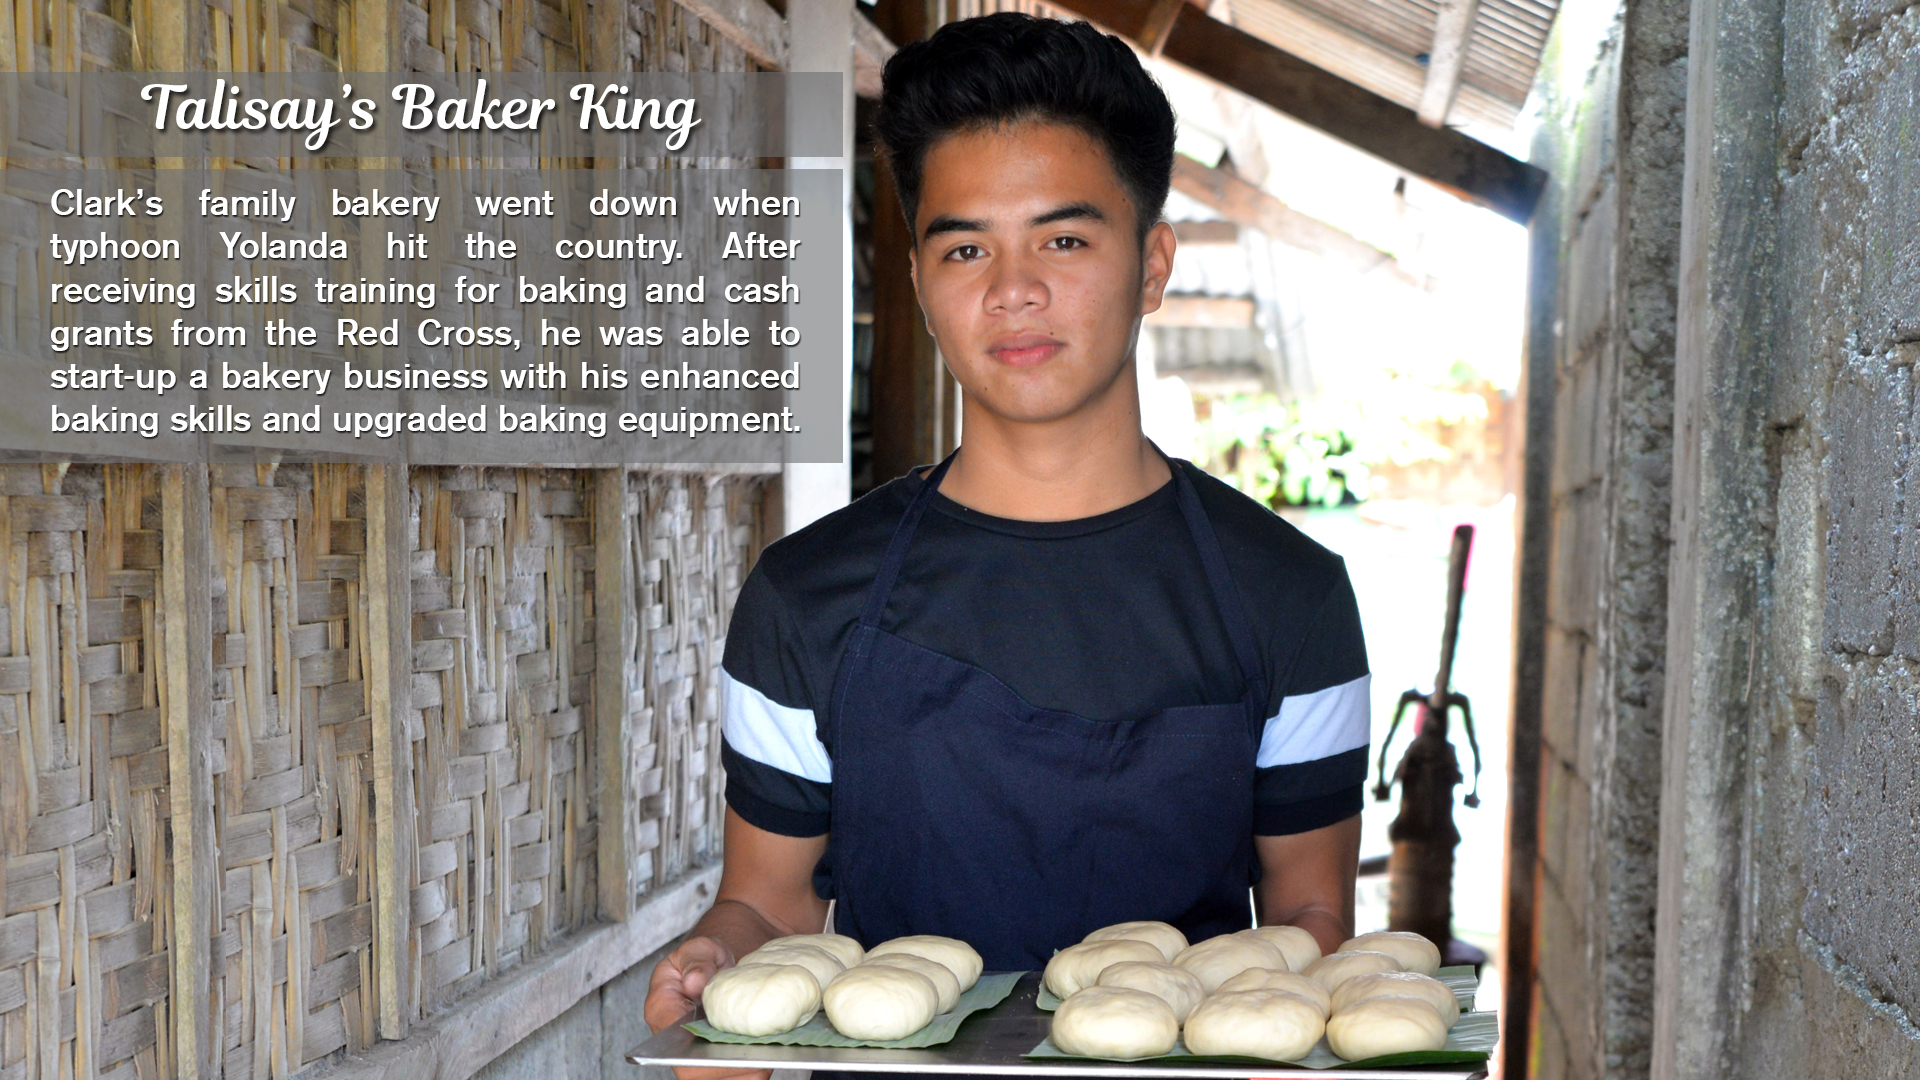 Talisay’s Baker King
Clark’s family bakery went down when
typhoon Yolanda hit the country. After
receiving skills training for baking and cash
grants from the Red Cross, he was able to
start-up a bakery business with his enhanced
baking skills and upgraded baking equipment.